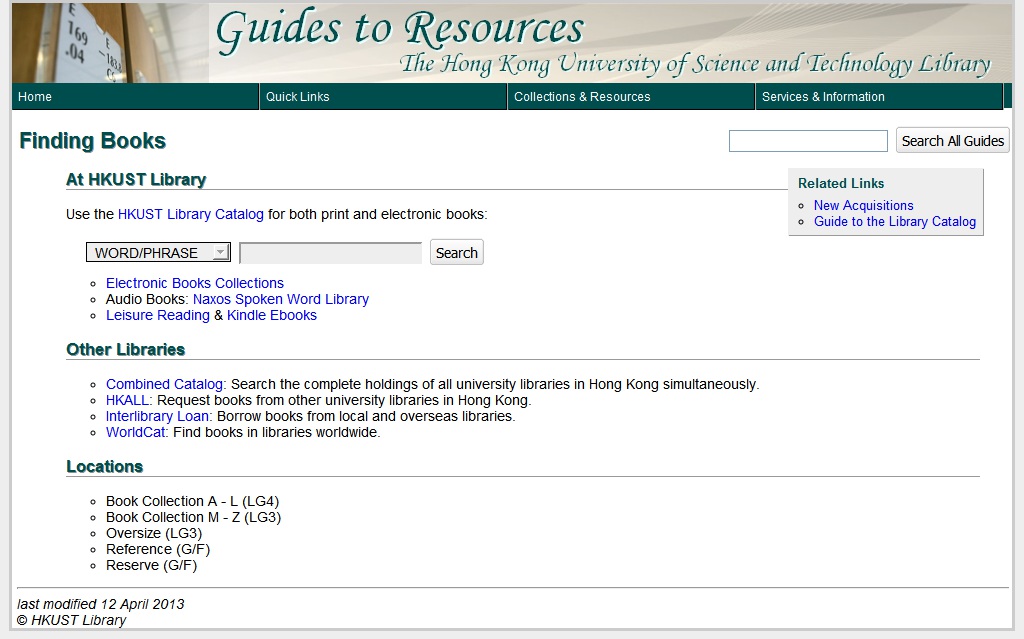 E
169
.04
E
Guides to Resources
The Hong Kong University of Science and Technology Library
Home Quick Links Collections & Resources Services & Information
Finding Books
Search All Guides
At HKUST Library
Related Links
New Acquisitions
Guide to the Library Catalog
Use the HKUST Library Catalog for both print and electronic books:
WORD/PHRASE Search
Electronic Books Collections
Audio Books: Naxos Spoken Word Library
Leisure Reading & Kindle Ebooks
Other Libraries
Combined Catalog: Search the complete holdings of all university libraries in Hong Kong simultaneously.
HKALL: Request books from other university libraries in Hong Kong.
Interlibrary Loan: Borrow books from local and overseas libraries.
WorldCat: Find books in libraries worldwide.
Locations
Book Collection A - L (LG4)
Book Collection M - Z (LG3)
Oversize (LG3)
Reference (G/F)
Reserve (G/F)
last modified 12 April 2013
© HKUST Library